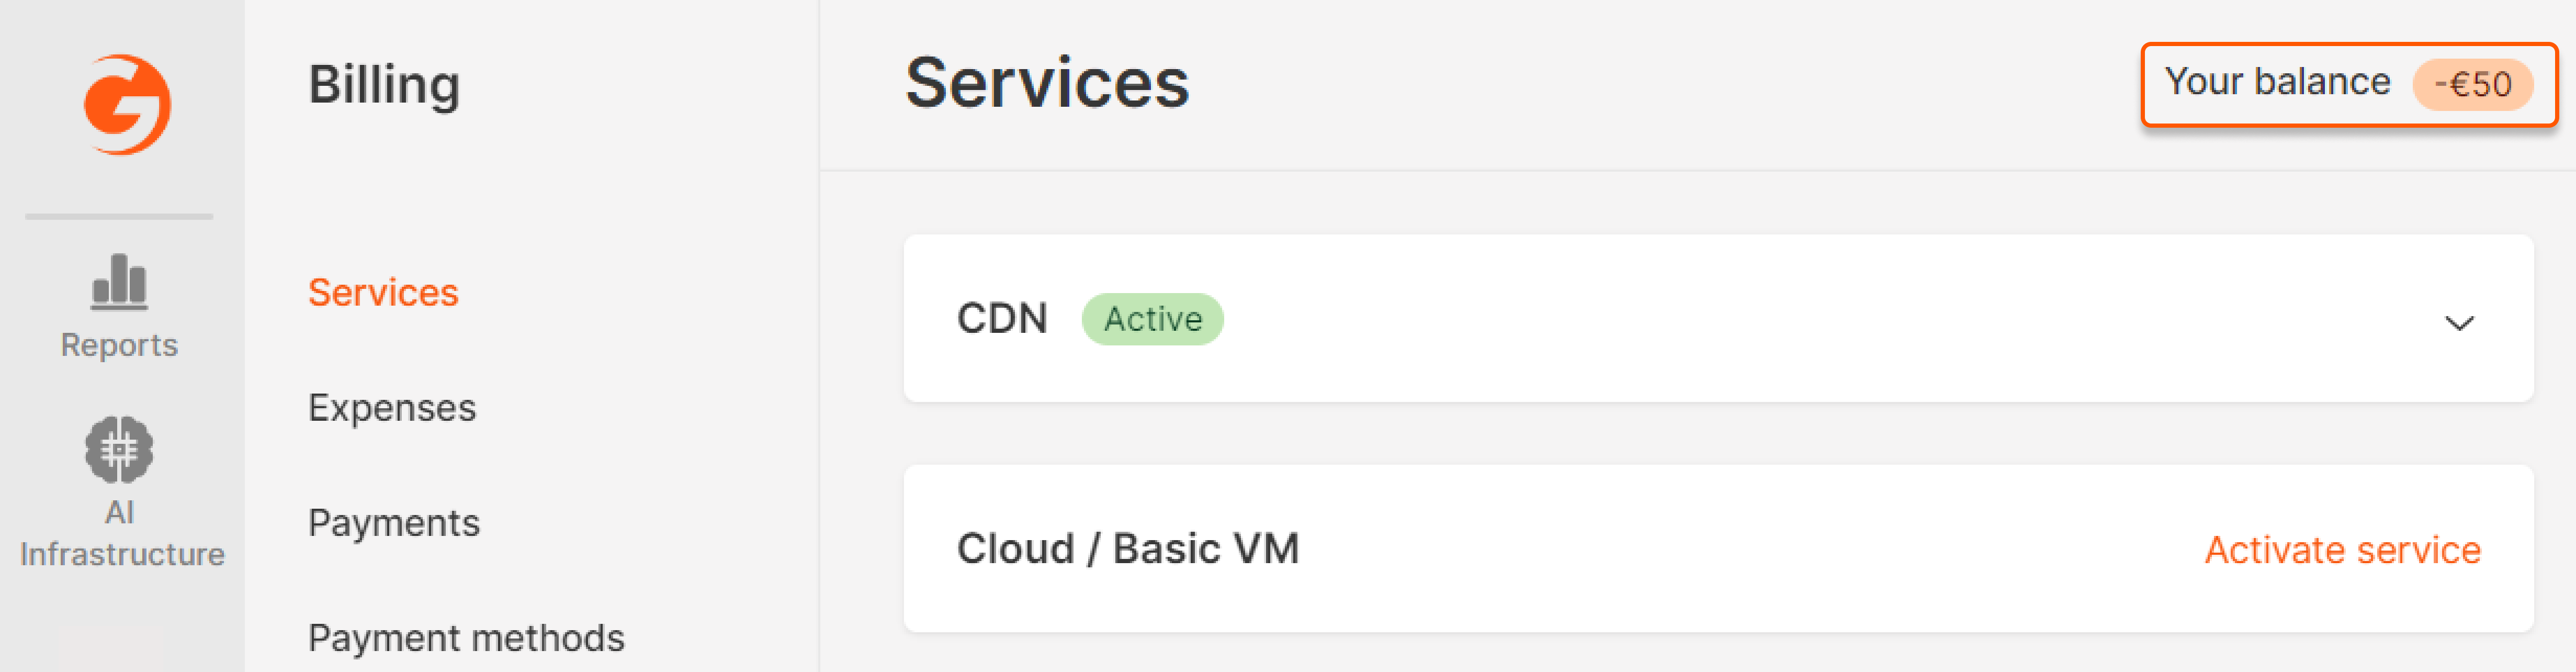 Reports
AI
Infrastructure
Billing
Services
Expenses
Payments
Payment methods
Services
Your balance -€50
CDN Active
Cloud / Basic VM Activate service